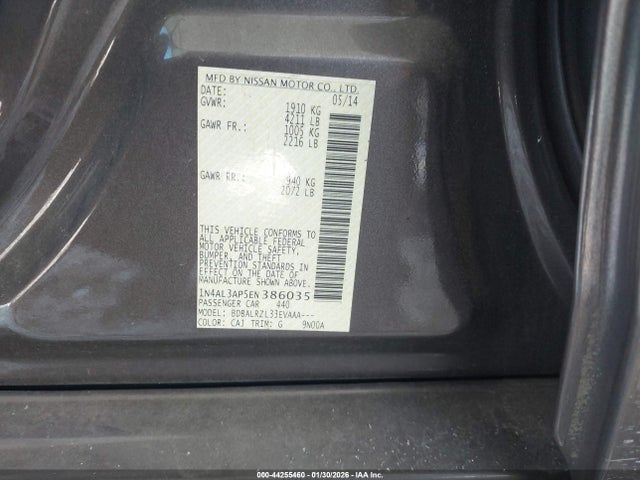 MFD BY NISSAN MOTOR CO., LTD.
DATE: 05/14
GVWR: 1910 KG
4211 LB
GAWR FR.: 1005 KG
2216 LB
GAWR RR.: 940 KG
2072 LB
THIS VEHICLE CONFORMS TO
ALL APPLICABLE FEDERAL
MOTOR VEHICLE SAFETY,
BUMPER, AND THEFT
PREVENTION STANDARDS IN
EFFECT ON THE DATE OF
MANUFACTURE SHOWN ABOVE.
1N4AL3AP5EN 386035
PASSENGER CAR 440
MODEL: BDBALRZL33EVAAA---
COLOR: CAJ TRIM: G 9N00A
000-44255460 - 01/30/2026 - IAA Inc.